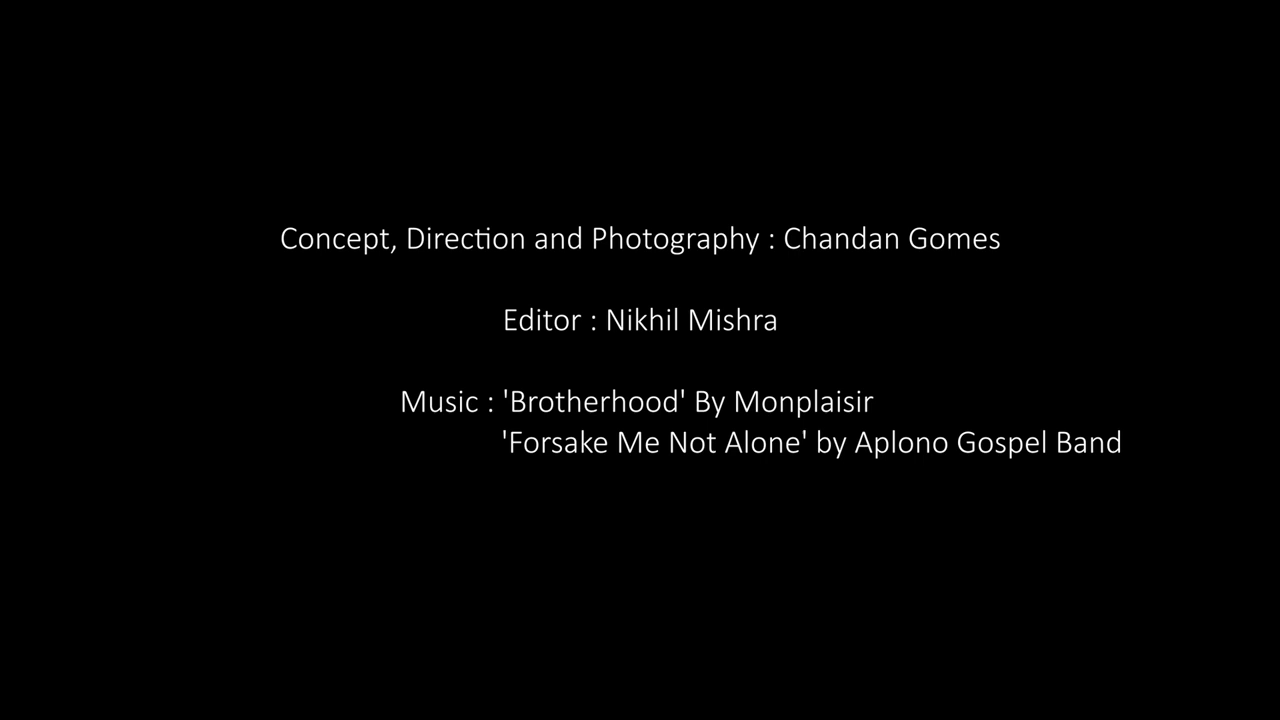 Concept, Direction and Photography : Chandan Gomes
Editor : Nikhil Mishra
Music : 'Brotherhood' By Monplaisir
'Forsake Me Not Alone' by Aplono Gospel Band